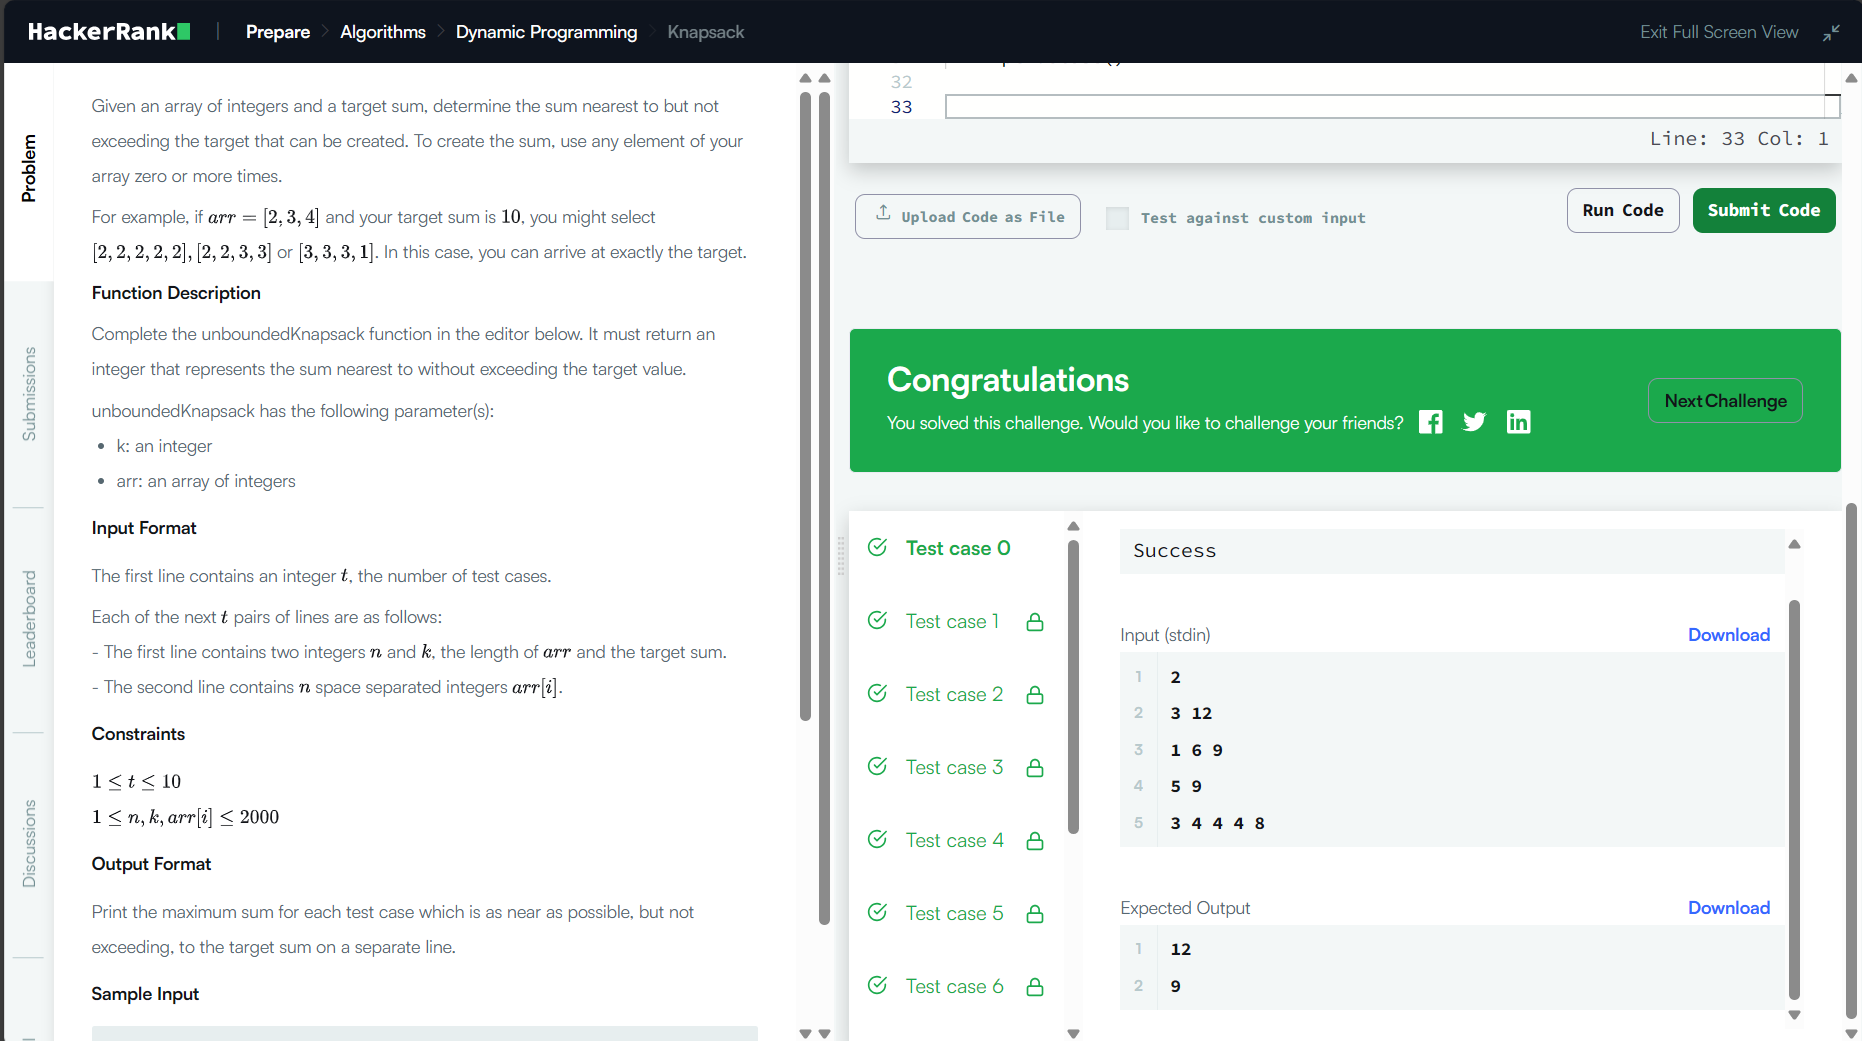 HackerRank
Prepare
Algorithms
Dynamic Programming
Knapsack
Exit Full Screen View
Problem
Submissions
Leaderboard
Discussions
Given an array of integers and a target sum, determine the sum nearest to but not
exceeding the target that can be created. To create the sum, use any element of your
array zero or more times.
For example, if arr = [2, 3, 4] and your target sum is 10, you might select
[2, 2, 2, 2, 2], [2, 2, 3, 3] or [3, 3, 3, 1]. In this case, you can arrive at exactly the target.
Function Description
Complete the unboundedKnapsack function in the editor below. It must return an
integer that represents the sum nearest to without exceeding the target value.
unboundedKnapsack has the following parameter(s):
• k: an integer
• arr: an array of integers
Input Format
The first line contains an integer t, the number of test cases.
Each of the next t pairs of lines are as follows:
- The first line contains two integers n and k, the length of arr and the target sum.
- The second line contains n space separated integers arr[i].
Constraints
1 ≤ t ≤ 10
1 ≤ n, k, arr[i] ≤ 2000
Output Format
Print the maximum sum for each test case which is as near as possible, but not
exceeding, to the target sum on a separate line.
Sample Input
32
33
Line: 33 Col: 1
Upload Code as File
Test against custom input
Run Code
Submit Code
Congratulations
You solved this challenge. Would you like to challenge your friends?
Next Challenge
Test case 0
Test case 1
Test case 2
Test case 3
Test case 4
Test case 5
Test case 6
Success
Input (stdin)
Download
1 2
2 3 12
3 1 6 9
4 5 9
5 3 4 4 4 8
Expected Output
Download
1 12
2 9